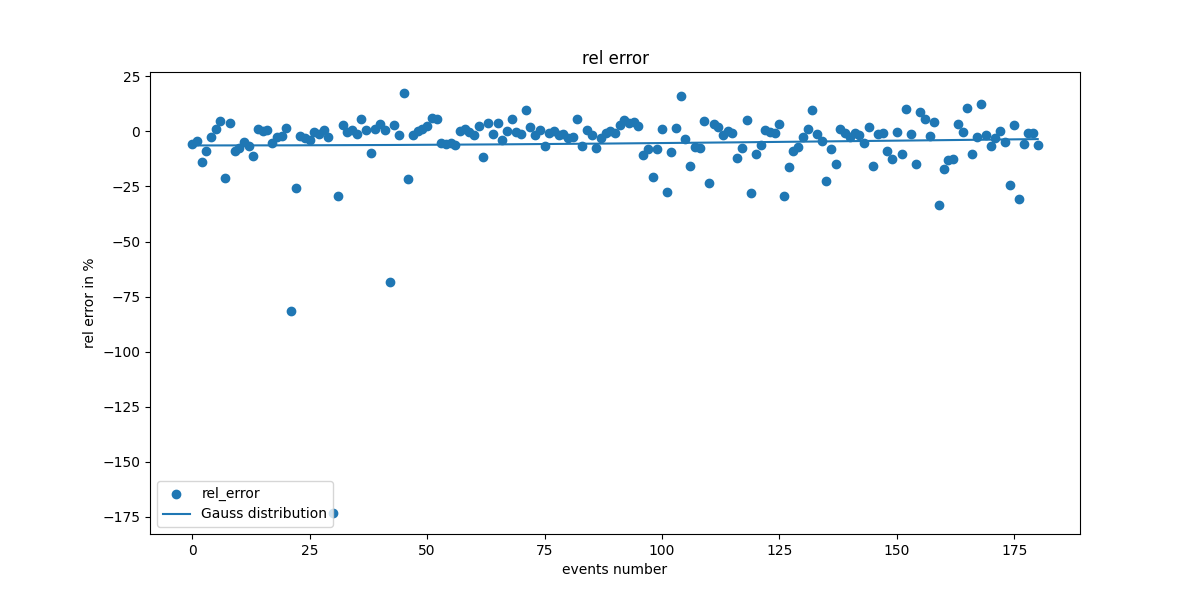 rel error
25
0
−25
−50
−75
−100
−125
−150
−175
rel error in %
rel_error
Gauss distribution
0 25 50 75 100 125 150 175
events number